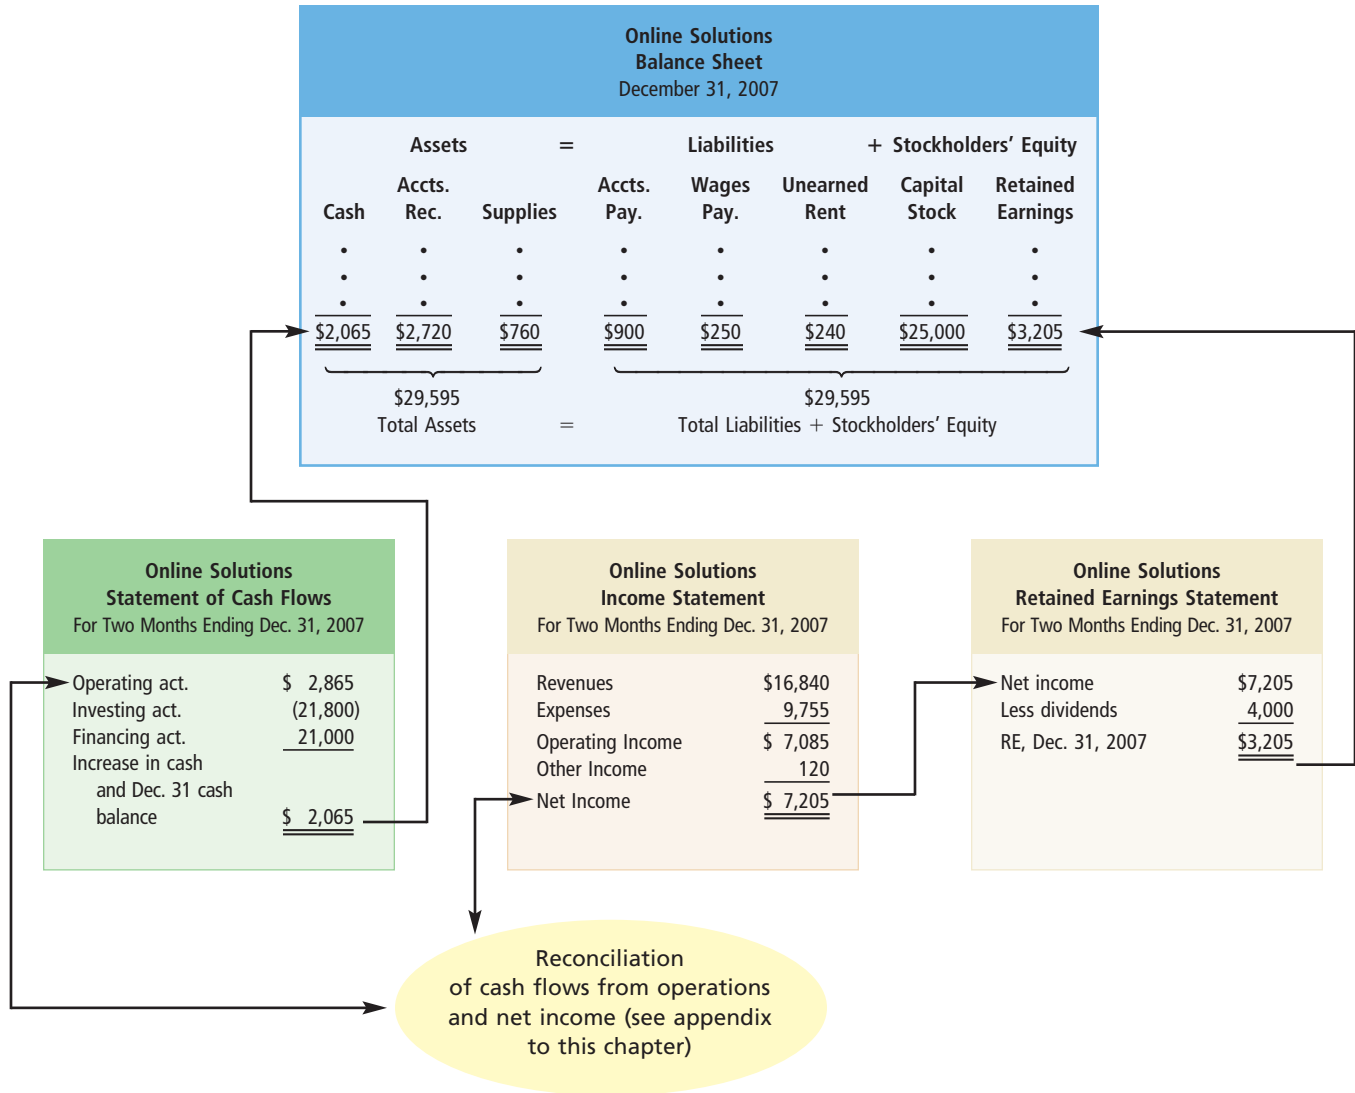 Online Solutions
Balance Sheet
December 31, 2007
Assets = Liabilities + Stockholders' Equity
Accts. Accts. Wages Unearned Capital Retained
Cash Rec. Supplies Pay. Pay. Rent Stock Earnings
$2,065 $2,720 $760 $900 $250 $240 $25,000 $3,205
$29,595 $29,595
Total Assets = Total Liabilities + Stockholders' Equity
Online Solutions
Statement of Cash Flows
For Two Months Ending Dec. 31, 2007
Operating act. $ 2,865
Investing act. (21,800)
Financing act. 21,000
Increase in cash
and Dec. 31 cash
balance $ 2,065
Online Solutions
Income Statement
For Two Months Ending Dec. 31, 2007
Revenues $16,840
Expenses 9,755
Operating Income $ 7,085
Other Income 120
Net Income $ 7,205
Online Solutions
Retained Earnings Statement
For Two Months Ending Dec. 31, 2007
Net income $7,205
Less dividends 4,000
RE, Dec. 31, 2007 $3,205
Reconciliation
of cash flows from operations
and net income (see appendix
to this chapter)